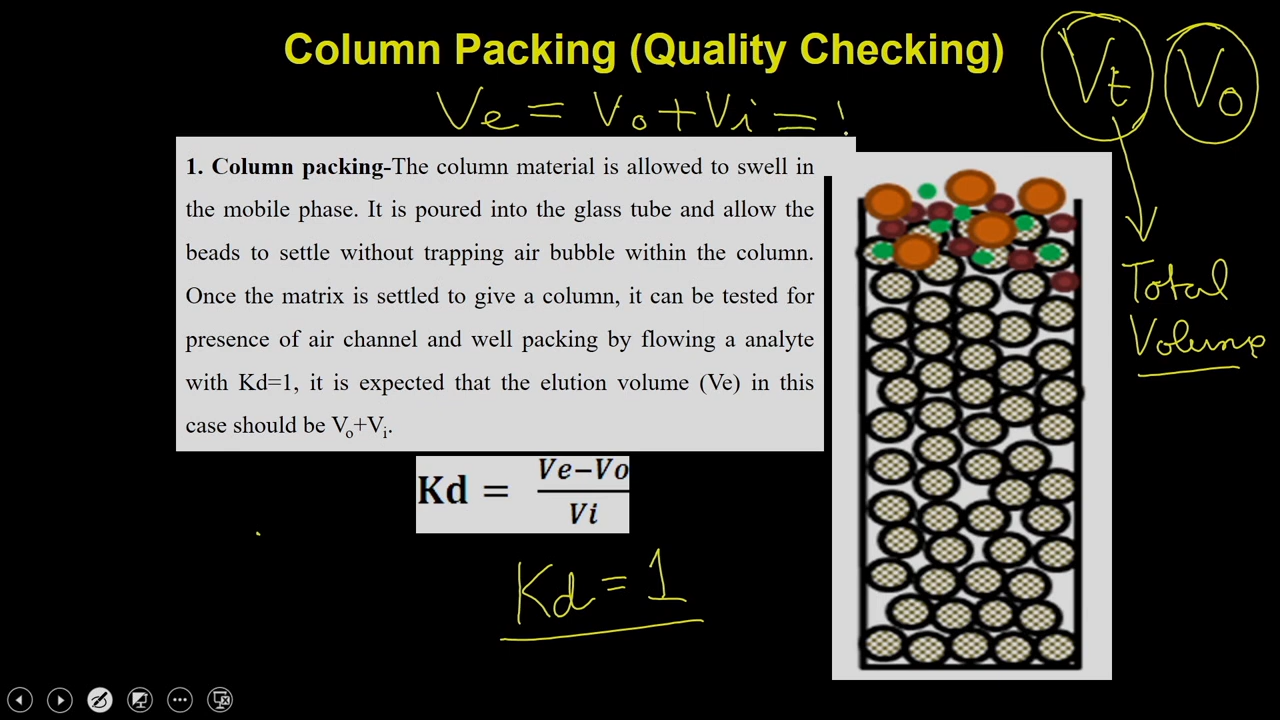 Column Packing (Quality Checking)
Vt
Vo
Ve = Vo + Vi = !
1. Column packing-The column material is allowed to swell in
the mobile phase. It is poured into the glass tube and allow the
beads to settle without trapping air bubble within the column.
Once the matrix is settled to give a column, it can be tested for
presence of air channel and well packing by flowing a analyte
with Kd=1, it is expected that the elution volume (Ve) in this
case should be Vo+Vi.
Total
Volume
Kd = Ve−Vo
Vi
Kd = 1